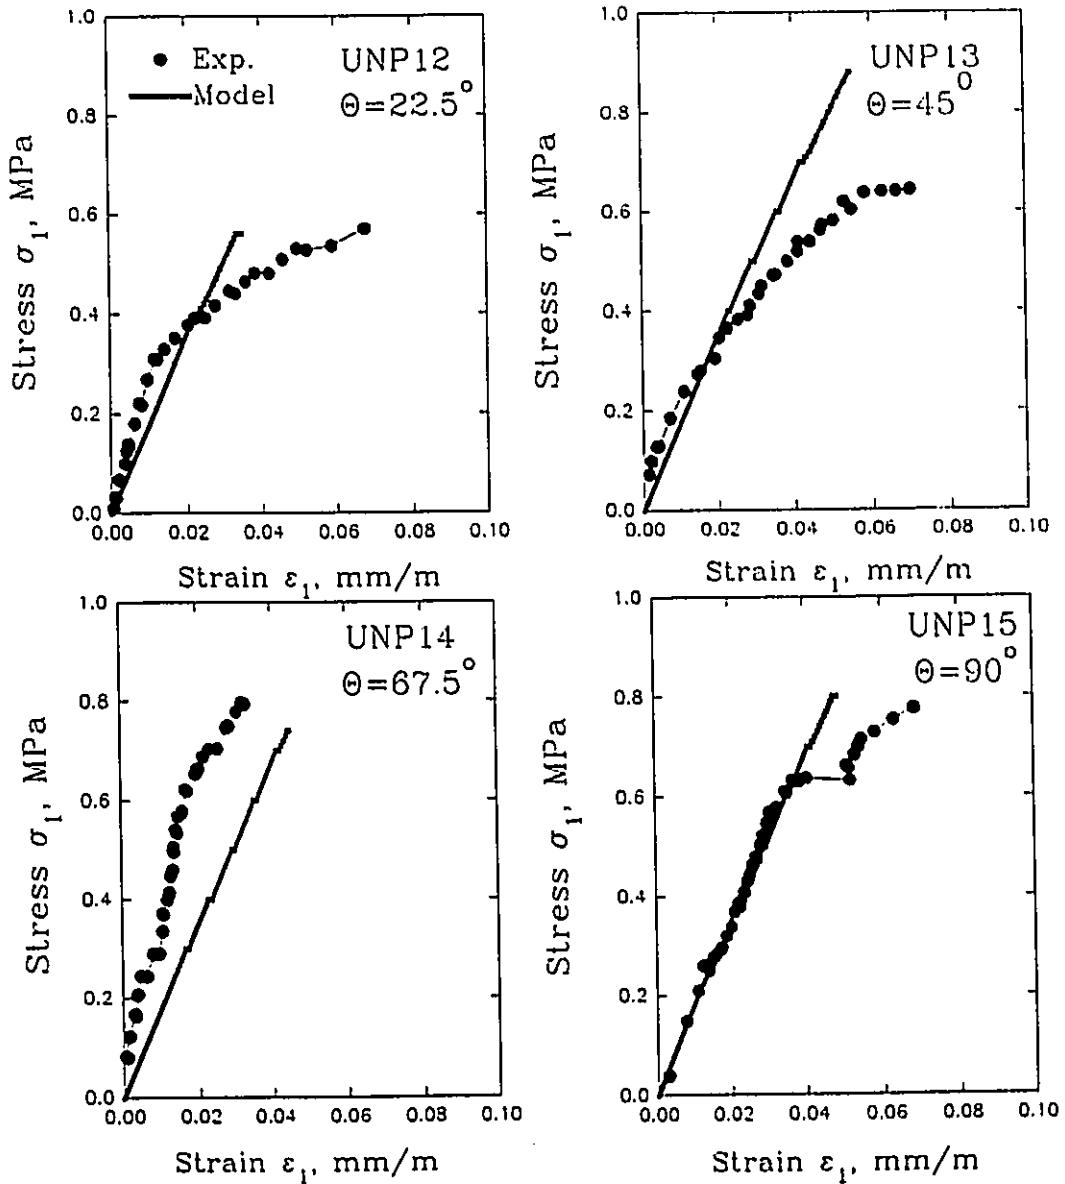 1.0
0.8
0.6
0.4
0.2
0.0
0.00 0.02 0.04 0.06 0.08 0.10
Stress σ₁, MPa
Strain ε₁, mm/m
Exp.
Model
UNP12
Θ=22.5°
1.0
0.8
0.6
0.4
0.2
0.0
0.00 0.02 0.04 0.06 0.08 0.10
Stress σ₁, MPa
Strain ε₁, mm/m
UNP13
Θ=45°
1.0
0.8
0.6
0.4
0.2
0.0
0.00 0.02 0.04 0.06 0.08 0.10
Stress σ₁, MPa
Strain ε₁, mm/m
UNP14
Θ=67.5°
1.0
0.8
0.6
0.4
0.2
0.0
0.00 0.02 0.04 0.06 0.08 0.10
Stress σ₁, MPa
Strain ε₁, mm/m
UNP15
Θ=90°